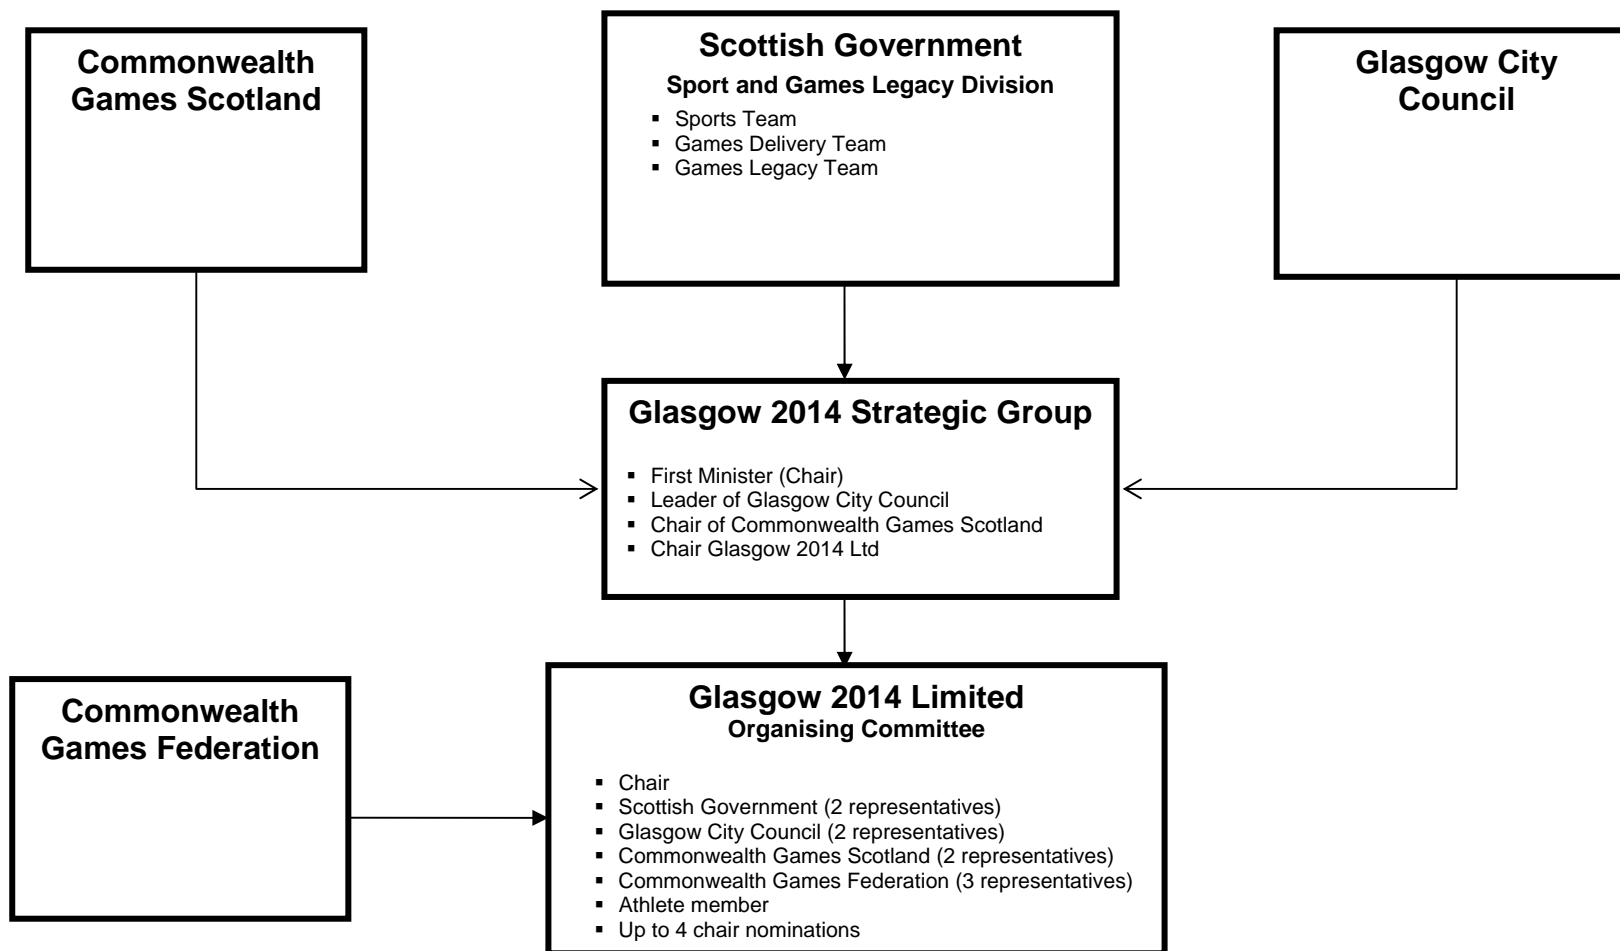 Commonwealth
Games Scotland
Scottish Government
Sport and Games Legacy Division
▪ Sports Team
▪ Games Delivery Team
▪ Games Legacy Team
Glasgow City
Council
Glasgow 2014 Strategic Group
▪ First Minister (Chair)
▪ Leader of Glasgow City Council
▪ Chair of Commonwealth Games Scotland
▪ Chair Glasgow 2014 Ltd
Commonwealth
Games Federation
Glasgow 2014 Limited
Organising Committee
▪ Chair
▪ Scottish Government (2 representatives)
▪ Glasgow City Council (2 representatives)
▪ Commonwealth Games Scotland (2 representatives)
▪ Commonwealth Games Federation (3 representatives)
▪ Athlete member
▪ Up to 4 chair nominations